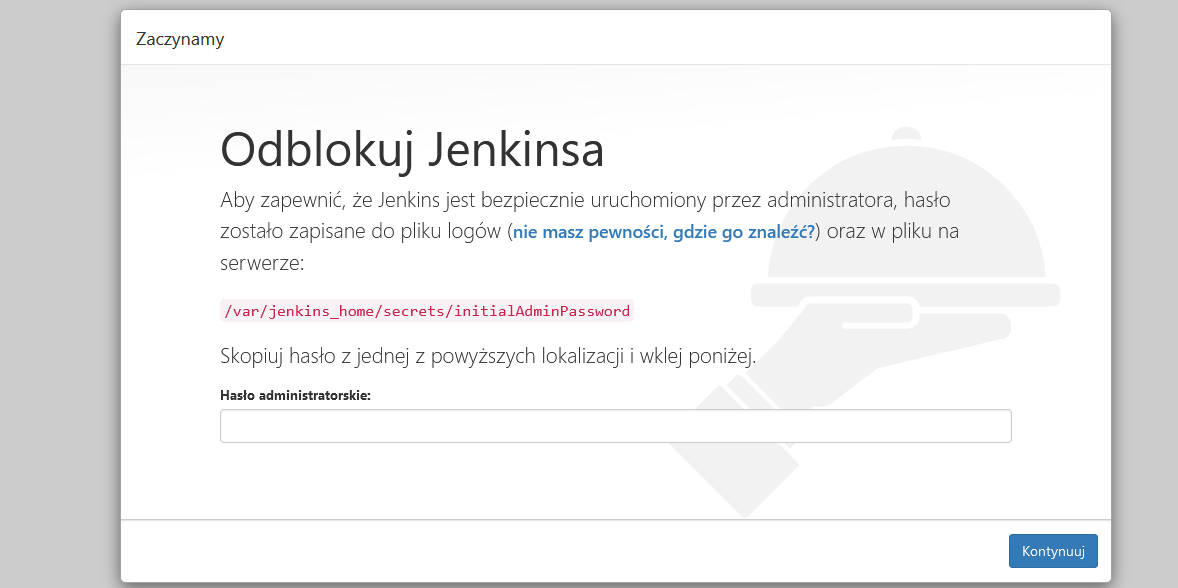 Zaczynamy
Odblokuj Jenkinsa
Aby zapewnić, że Jenkins jest bezpiecznie uruchomiony przez administratora, hasło
zostało zapisane do pliku logów (nie masz pewności, gdzie go znaleźć?) oraz w pliku na
serwerze:
/var/jenkins_home/secrets/initialAdminPassword
Skopiuj hasło z jednej z powyższych lokalizacji i wklej poniżej.
Hasło administratorskie:
Kontynuuj